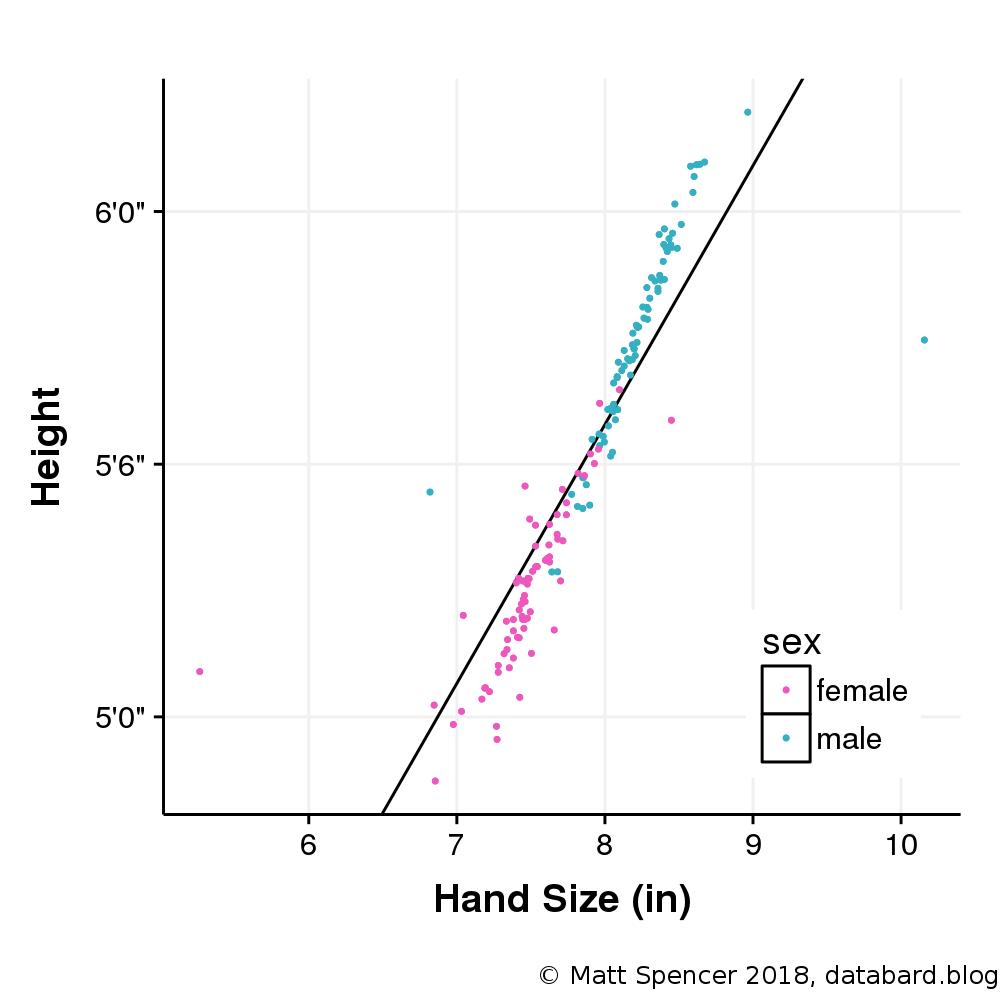 Height
6'0"
5'6"
5'0"
sex
female
male
6 7 8 9 10
Hand Size (in)
© Matt Spencer 2018, databard.blog